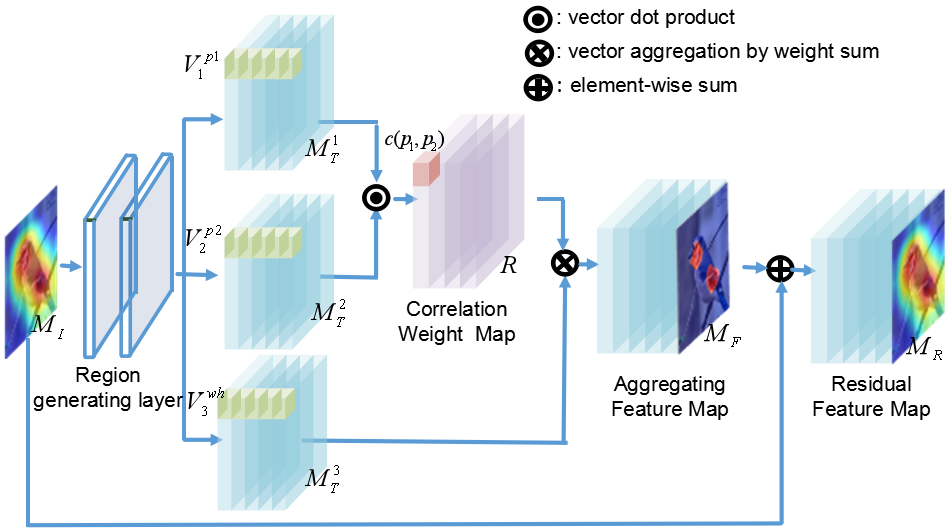 : vector dot product
: vector aggregation by weight sum
: element-wise sum
V_1^{p1}
M_T^1
c(p_1, p_2)
R
Correlation
Weight Map
M_I
Region
generating layer
V_2^{p2}
M_T^2
V_3^{wh}
M_T^3
M_F
Aggregating
Feature Map
M_R
Residual
Feature Map